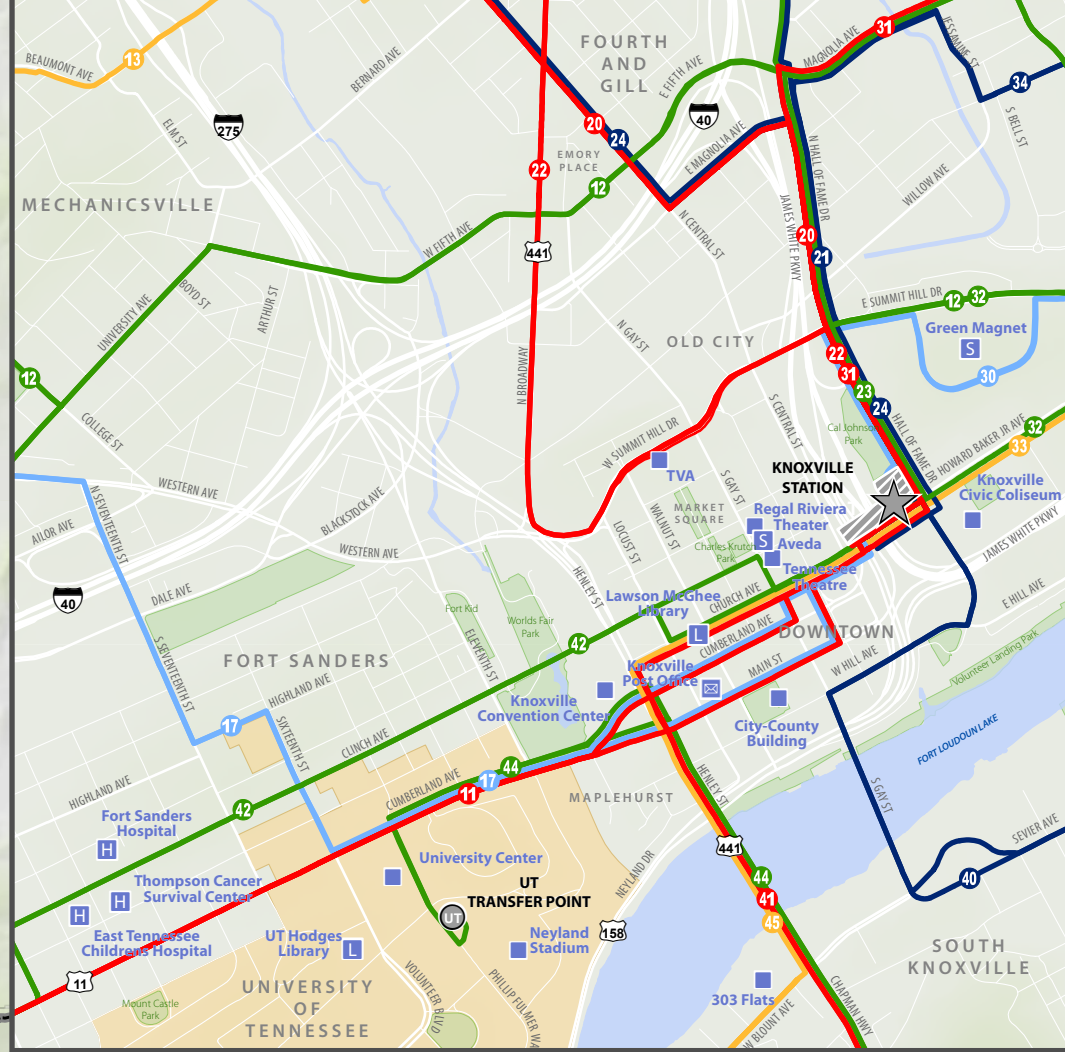 FOURTH
AND
GILL
31
MAGNOLIA AVE
JESSAMINE ST
34
13
BEAUMONT AVE
BERNARD AVE
E FIFTH AVE
40
275
ELM ST
20
24
E MAGNOLIA AVE
S BELL ST
EMORY
PLACE
22
12
N HALL OF FAME DR
WILLOW AVE
MECHANICSVILLE
JAMES WHITE PKWY
W FIFTH AVE
441
N CENTRAL ST
20
21
BOYD ST
ARTHUR ST
UNIVERSITY AVE
E SUMMIT HILL DR
12
32
N GAY ST
OLD CITY
Green Magnet
S
22
31
30
23
24
12
N BROADWAY
COLLEGE ST
S CENTRAL ST
HALL OF FAME DR
W SUMMIT HILL DR
Cal Johnson
Park
HOWARD BAKER JR AVE
32
33
TVA
KNOXVILLE
STATION
Knoxville
Civic Coliseum
WESTERN AVE
N SEVENTEENTH ST
AILOR AVE
BLACKSTOCK AVE
S GAY ST
MARKET
SQUARE
WALNUT ST
LOCUST ST
Regal Riviera
Theater
S
Aveda
Charles Krutch
Park
Tennessee
Theatre
JAMES WHITE PKWY
WESTERN AVE
40
DALE AVE
HENLEY ST
E HILL AVE
Fort Kid
Worlds Fair
Park
Lawson McGhee
Library
CHURCH AVE
L
CUMBERLAND AVE
DOWNTOWN
42
ELEVENTH ST
S SEVENTEENTH ST
FORT SANDERS
MAIN ST
W HILL AVE
Volunteer Landing Park
Knoxville
Post Office
HIGHLAND AVE
Knoxville
Convention Center
City-County
Building
FORT LOUDOUN LAKE
17
SIXTEENTH ST
CLINCH AVE
44
17
11
CUMBERLAND AVE
MAPLEHURST
HENLEY ST
S GAY ST
HIGHLAND AVE
42
Fort Sanders
Hospital
H
441
SEVIER AVE
University Center
NEYLAND DR
44
40
Thompson Cancer
Survival Center
H
H
UT
TRANSFER POINT
UT
41
45
East Tennessee
Childrens Hospital
UT Hodges
Library
L
Neyland
Stadium
158
SOUTH
KNOXVILLE
11
UNIVERSITY
OF
TENNESSEE
Mount Castle
Park
VOLUNTEER BLVD
PHILLIP FULMER WA
303 Flats
W BLOUNT AVE
CHAPMAN HWY